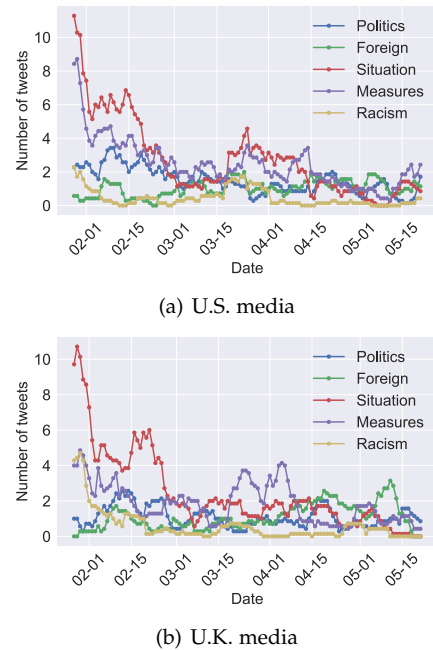 Number of tweets
10
8
6
4
2
0
Politics
Foreign
Situation
Measures
Racism
02-01
02-15
03-01
03-15
04-01
04-15
05-01
05-15
Date
(a) U.S. media
Number of tweets
10
8
6
4
2
0
Politics
Foreign
Situation
Measures
Racism
02-01
02-15
03-01
03-15
04-01
04-15
05-01
05-15
Date
(b) U.K. media